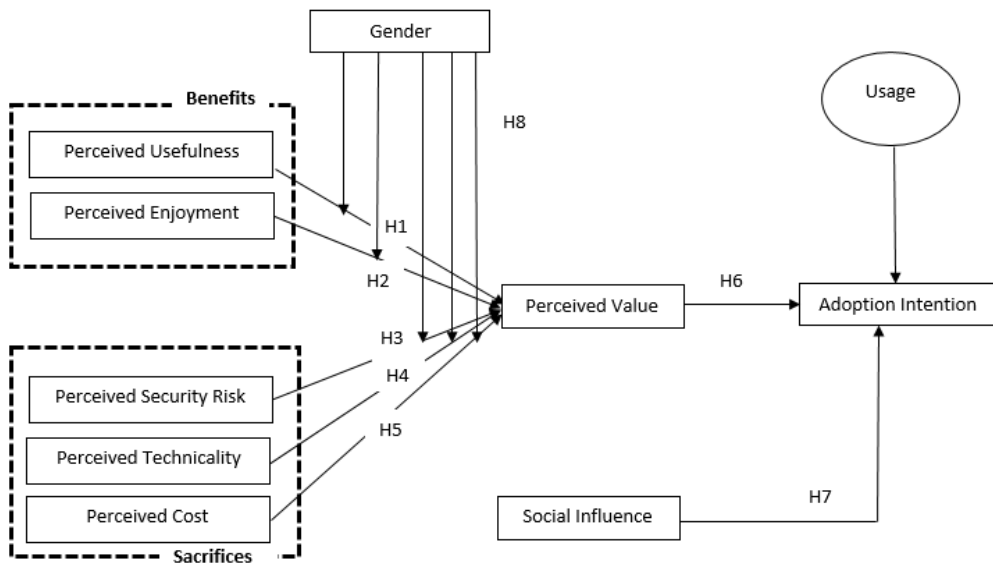 Gender
Benefits
Perceived Usefulness
Perceived Enjoyment
H8
Usage
H1
H2
H3
H4
H5
Perceived Value
H6
Adoption Intention
Perceived Security Risk
Perceived Technicality
Perceived Cost
Sacrifices
Social Influence
H7